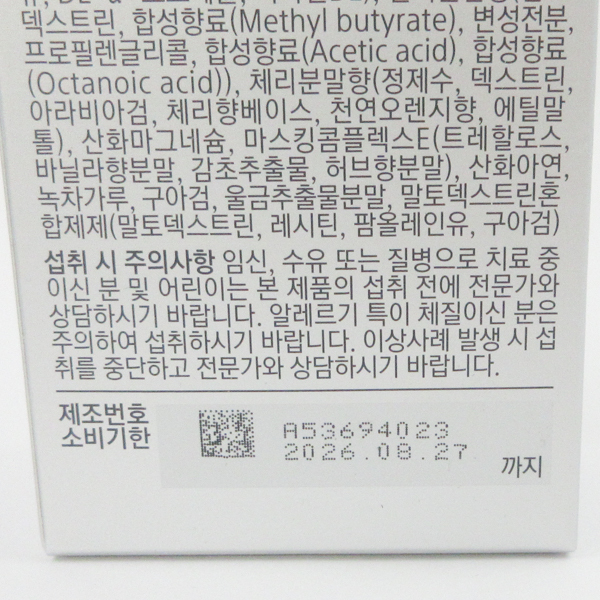 덱스트린, 합성향료(Methyl butyrate), 변성전분,
프로필렌글리콜, 합성향료(Acetic acid), 합성향료
(Octanoic acid)), 체리분말향(정제수, 덱스트린,
아라비아검, 체리향베이스, 천연오렌지향, 에틸말
톨), 산화마그네슘, 마스킹콤플렉스E(트레할로스,
바닐라향분말, 감초추출물, 허브향분말), 산화아연,
녹차가루, 구아검, 울금추출물분말, 말토덱스트린혼
합제제(말토덱스트린, 레시틴, 팜올레인유, 구아검)
섭취 시 주의사항 임신, 수유 또는 질병으로 치료 중
이신 분 및 어린이는 본 제품의 섭취 전에 전문가와
상담하시기 바랍니다. 알레르기 특이 체질이신 분은
주의하여 섭취하시기 바랍니다. 이상사례 발생 시 섭
취를 중단하고 전문가와 상담하시기 바랍니다.
제조번호 A53694023
소비기한 2026.08.27 까지